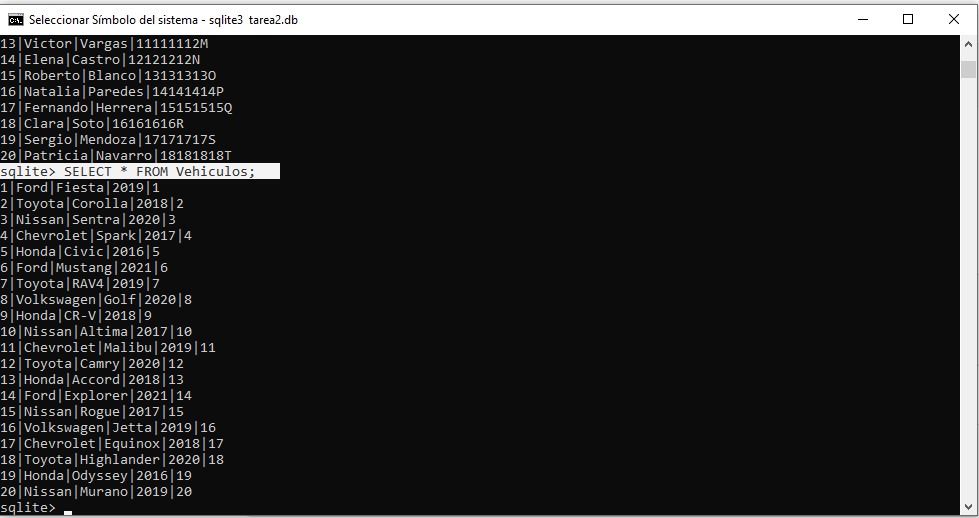 Seleccionar Símbolo del sistema - sqlite3 tarea2.db
13|Victor|Vargas|11111112M
14|Elena|Castro|12121212N
15|Roberto|Blanco|13131313O
16|Natalia|Paredes|14141414P
17|Fernando|Herrera|15151515Q
18|Clara|Soto|16161616R
19|Sergio|Mendoza|17171717S
20|Patricia|Navarro|18181818T
sqlite> SELECT * FROM Vehiculos;
1|Ford|Fiesta|2019|1
2|Toyota|Corolla|2018|2
3|Nissan|Sentra|2020|3
4|Chevrolet|Spark|2017|4
5|Honda|Civic|2016|5
6|Ford|Mustang|2021|6
7|Toyota|RAV4|2019|7
8|Volkswagen|Golf|2020|8
9|Honda|CR-V|2018|9
10|Nissan|Altima|2017|10
11|Chevrolet|Malibu|2019|11
12|Toyota|Camry|2020|12
13|Honda|Accord|2018|13
14|Ford|Explorer|2021|14
15|Nissan|Rogue|2017|15
16|Volkswagen|Jetta|2019|16
17|Chevrolet|Equinox|2018|17
18|Toyota|Highlander|2020|18
19|Honda|Odyssey|2016|19
20|Nissan|Murano|2019|20
sqlite>